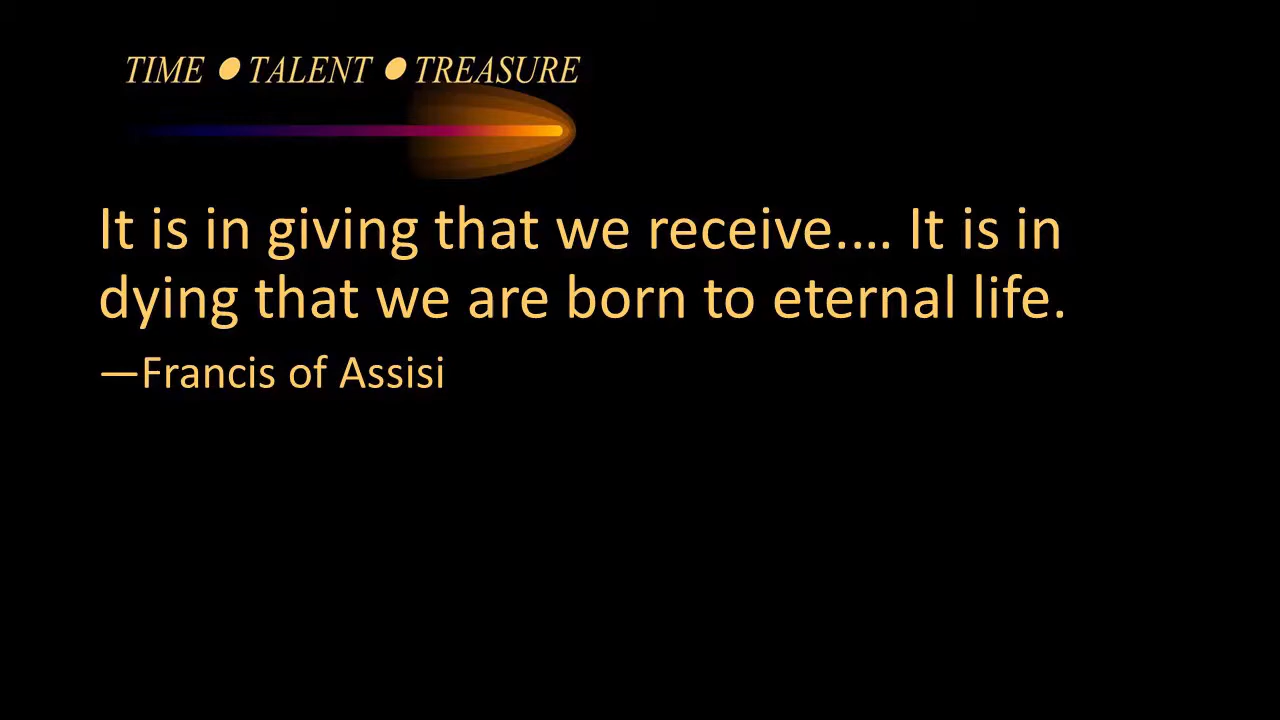 TIME ● TALENT ● TREASURE
It is in giving that we receive.… It is in
dying that we are born to eternal life.
—Francis of Assisi